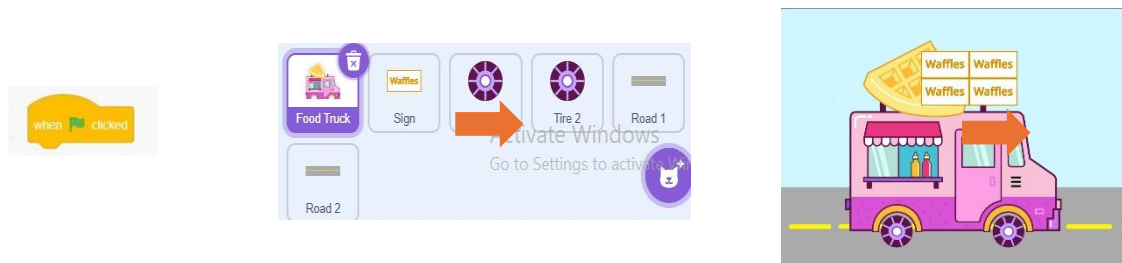 when clicked
Waffles
Food Truck
Sign
Tire 2
Road 1
Activate Windows
Go to Settings to activate Wi
Road 2
Waffles Waffles
Waffles Waffles